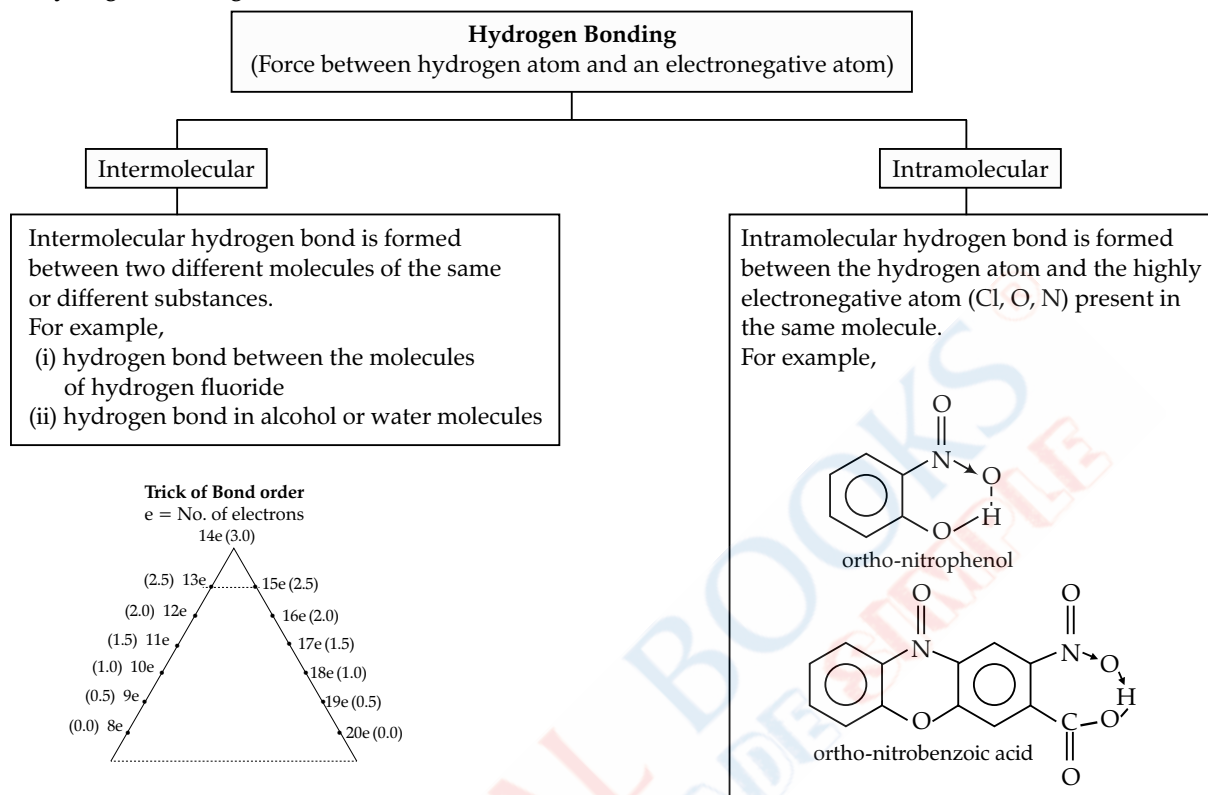 Hydrogen Bonding
(Force between hydrogen atom and an electronegative atom)
Intermolecular
Intramolecular
Intermolecular hydrogen bond is formed
between two different molecules of the same
or different substances.
For example,
(i) hydrogen bond between the molecules
of hydrogen fluoride
(ii) hydrogen bond in alcohol or water molecules
Intramolecular hydrogen bond is formed
between the hydrogen atom and the highly
electronegative atom (Cl, O, N) present in
the same molecule.
For example,
O
N
O
H
O
ortho-nitrophenol
O
O
N
N
O
H
O
C
O
O
ortho-nitrobenzoic acid
Trick of Bond order
e = No. of electrons
14e (3.0)
(2.5) 13e
15e (2.5)
(2.0) 12e
16e (2.0)
(1.5) 11e
17e (1.5)
(1.0) 10e
18e (1.0)
(0.5) 9e
19e (0.5)
(0.0) 8e
20e (0.0)
BOOKS
SIMPLE